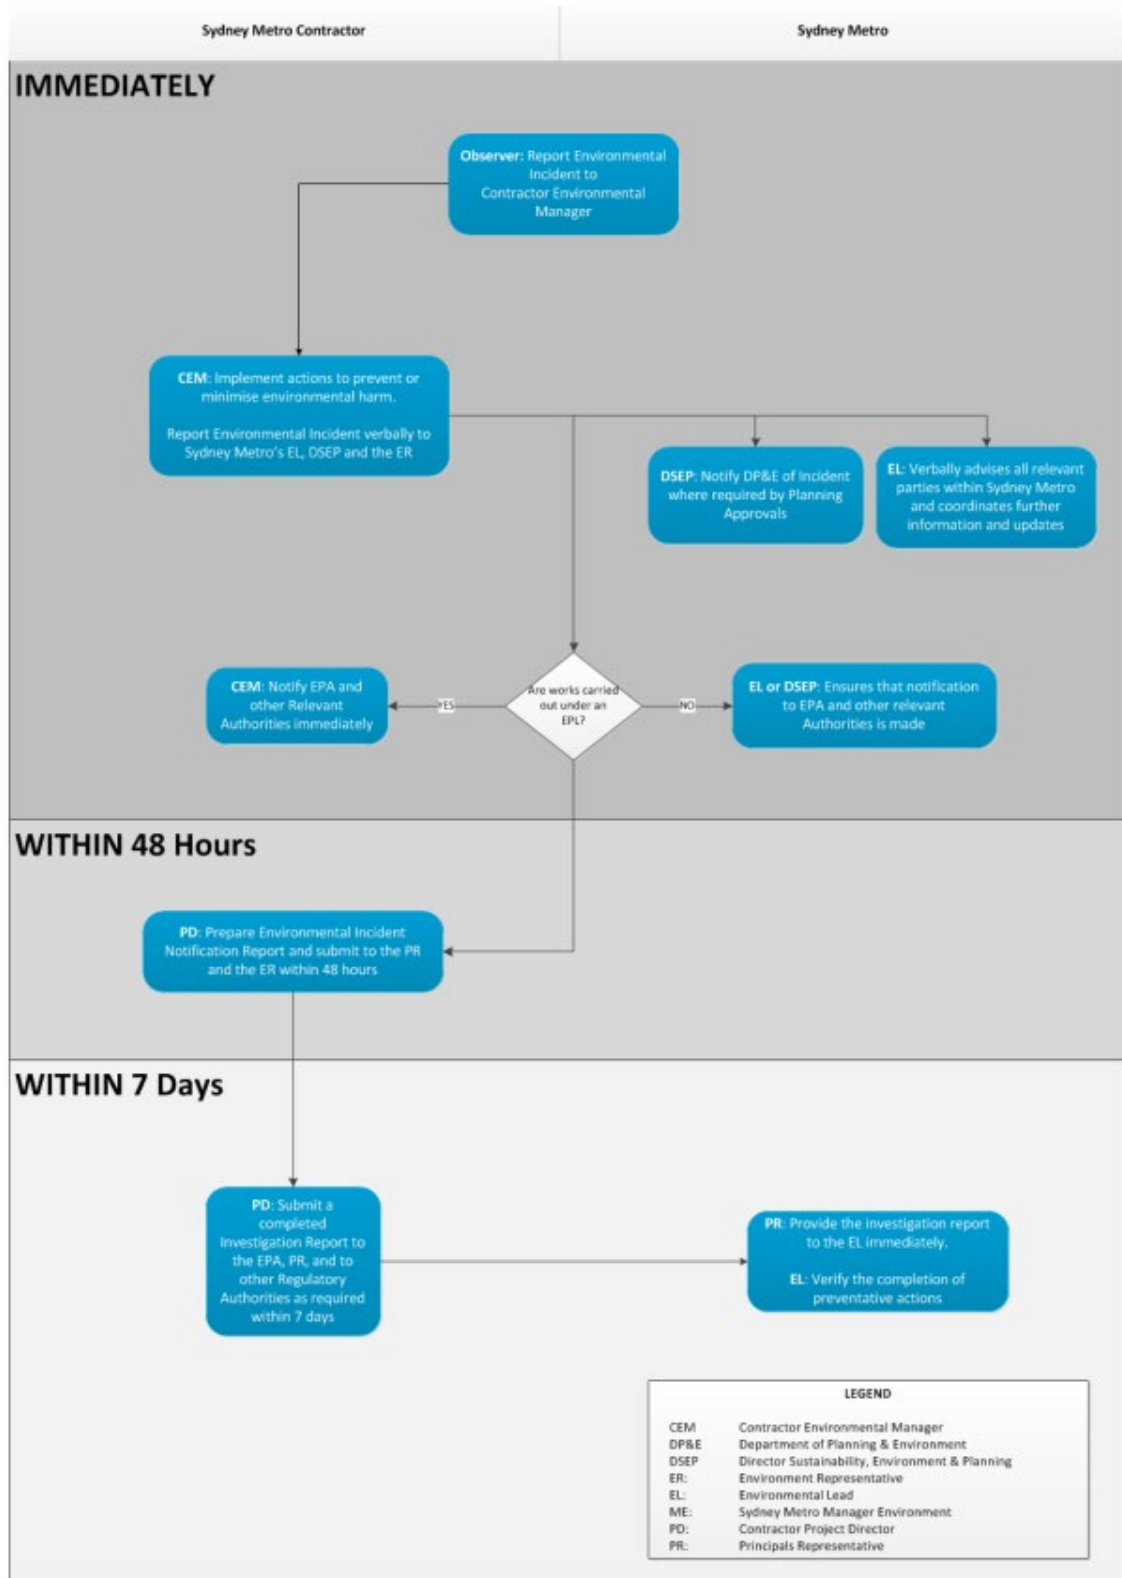 Sydney Metro Contractor
Sydney Metro
IMMEDIATELY
Observer: Report Environmental
Incident to
Contractor Environmental
Manager
CEM: Implement actions to prevent or
minimise environmental harm.
Report Environmental Incident verbally to
Sydney Metro's EL, DSEP and the ER
DSEP: Notify DP&E of Incident
where required by Planning
Approvals
EL: Verbally advises all relevant
parties within Sydney Metro
and coordinates further
information and updates
CEM: Notify EPA and
other Relevant
Authorities immediately
YES
Are works carried
out under an
EPL?
NO
EL or DSEP: Ensures that notification
to EPA and other relevant
Authorities is made
WITHIN 48 Hours
PD: Prepare Environmental Incident
Notification Report and submit to the PR
and the ER within 48 hours
WITHIN 7 Days
PD: Submit a
completed
Investigation Report to
the EPA, PR, and to
other Regulatory
Authorities as required
within 7 days
PR: Provide the investigation report
to the EL immediately.
EL: Verify the completion of
preventative actions
LEGEND
CEM Contractor Environmental Manager
DP&E Department of Planning & Environment
DSEP Director Sustainability, Environment & Planning
ER: Environment Representative
EL: Environmental Lead
ME: Sydney Metro Manager Environment
PD: Contractor Project Director
PR: Principals Representative